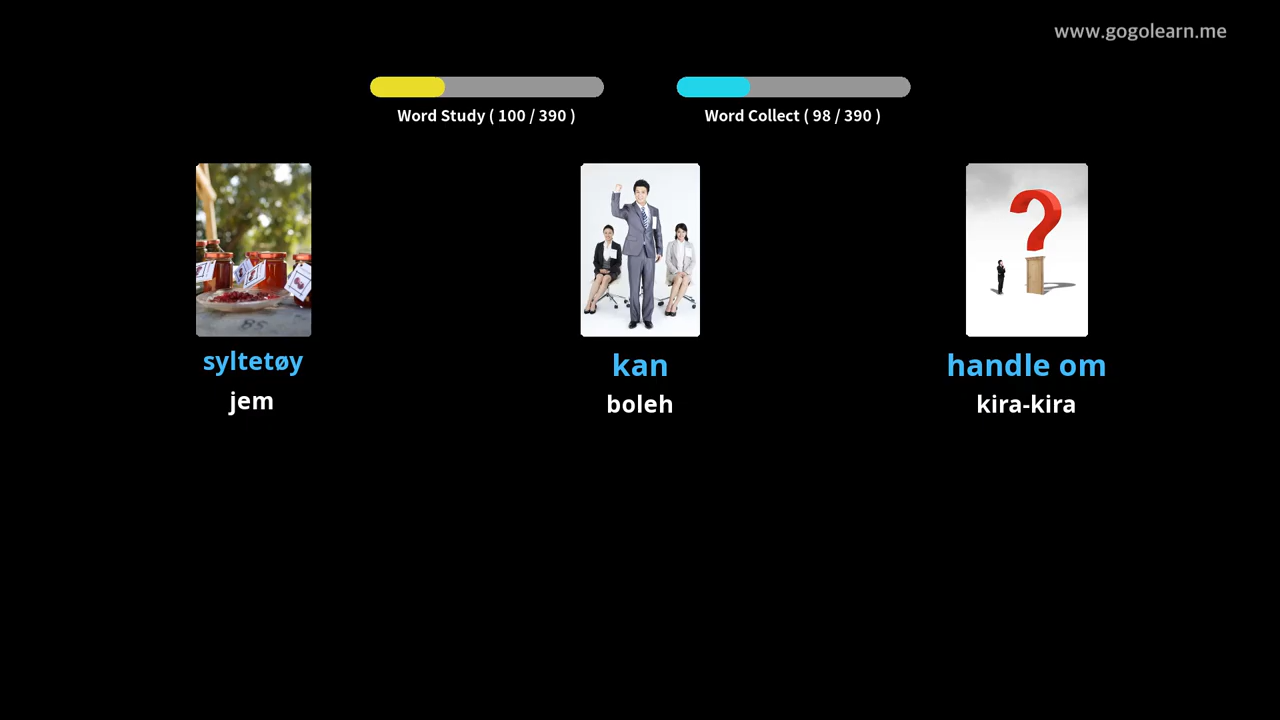 www.gogolearn.me
Word Study ( 100 / 390 )
Word Collect ( 98 / 390 )
syltetøy
kan
handle om
jem
boleh
kira-kira